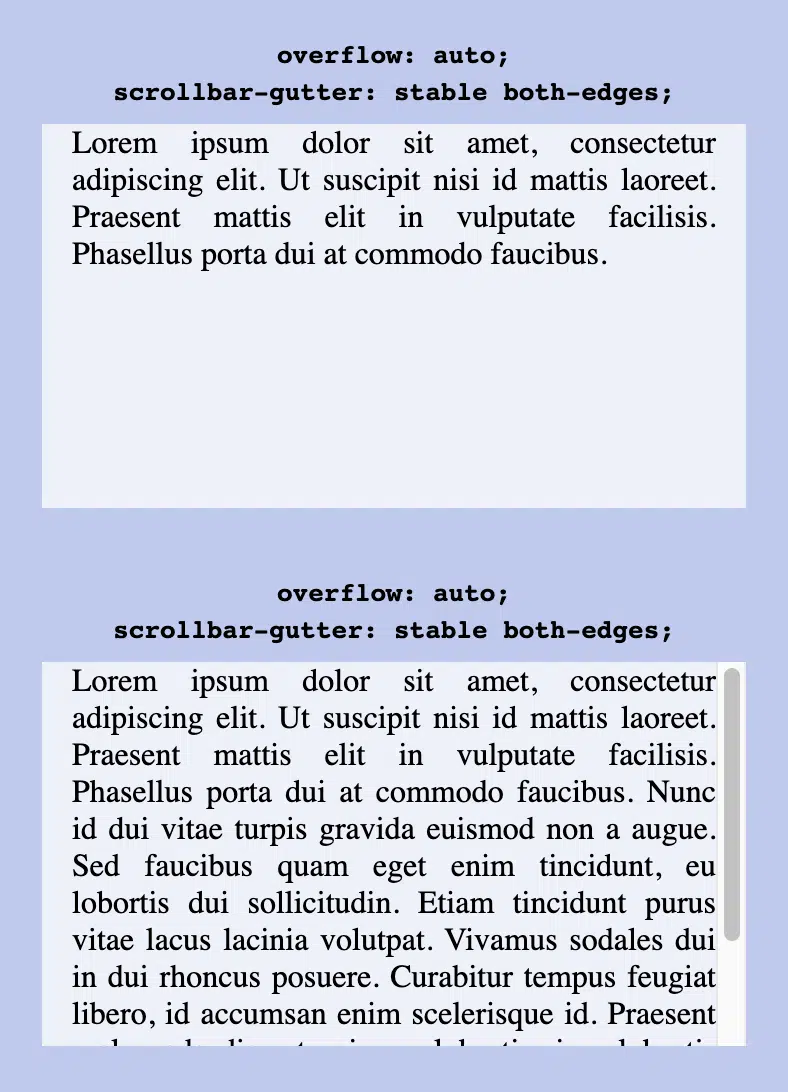 overflow: auto;
scrollbar-gutter: stable both-edges;
Lorem ipsum dolor sit amet, consectetur
adipiscing elit. Ut suscipit nisi id mattis laoreet.
Praesent mattis elit in vulputate facilisis.
Phasellus porta dui at commodo faucibus.
overflow: auto;
scrollbar-gutter: stable both-edges;
Lorem ipsum dolor sit amet, consectetur
adipiscing elit. Ut suscipit nisi id mattis laoreet.
Praesent mattis elit in vulputate facilisis.
Phasellus porta dui at commodo faucibus. Nunc
id dui vitae turpis gravida euismod non a augue.
Sed faucibus quam eget enim tincidunt, eu
lobortis dui sollicitudin. Etiam tincidunt purus
vitae lacus lacinia volutpat. Vivamus sodales dui
in dui rhoncus posuere. Curabitur tempus feugiat
libero, id accumsan enim scelerisque id. Praesent